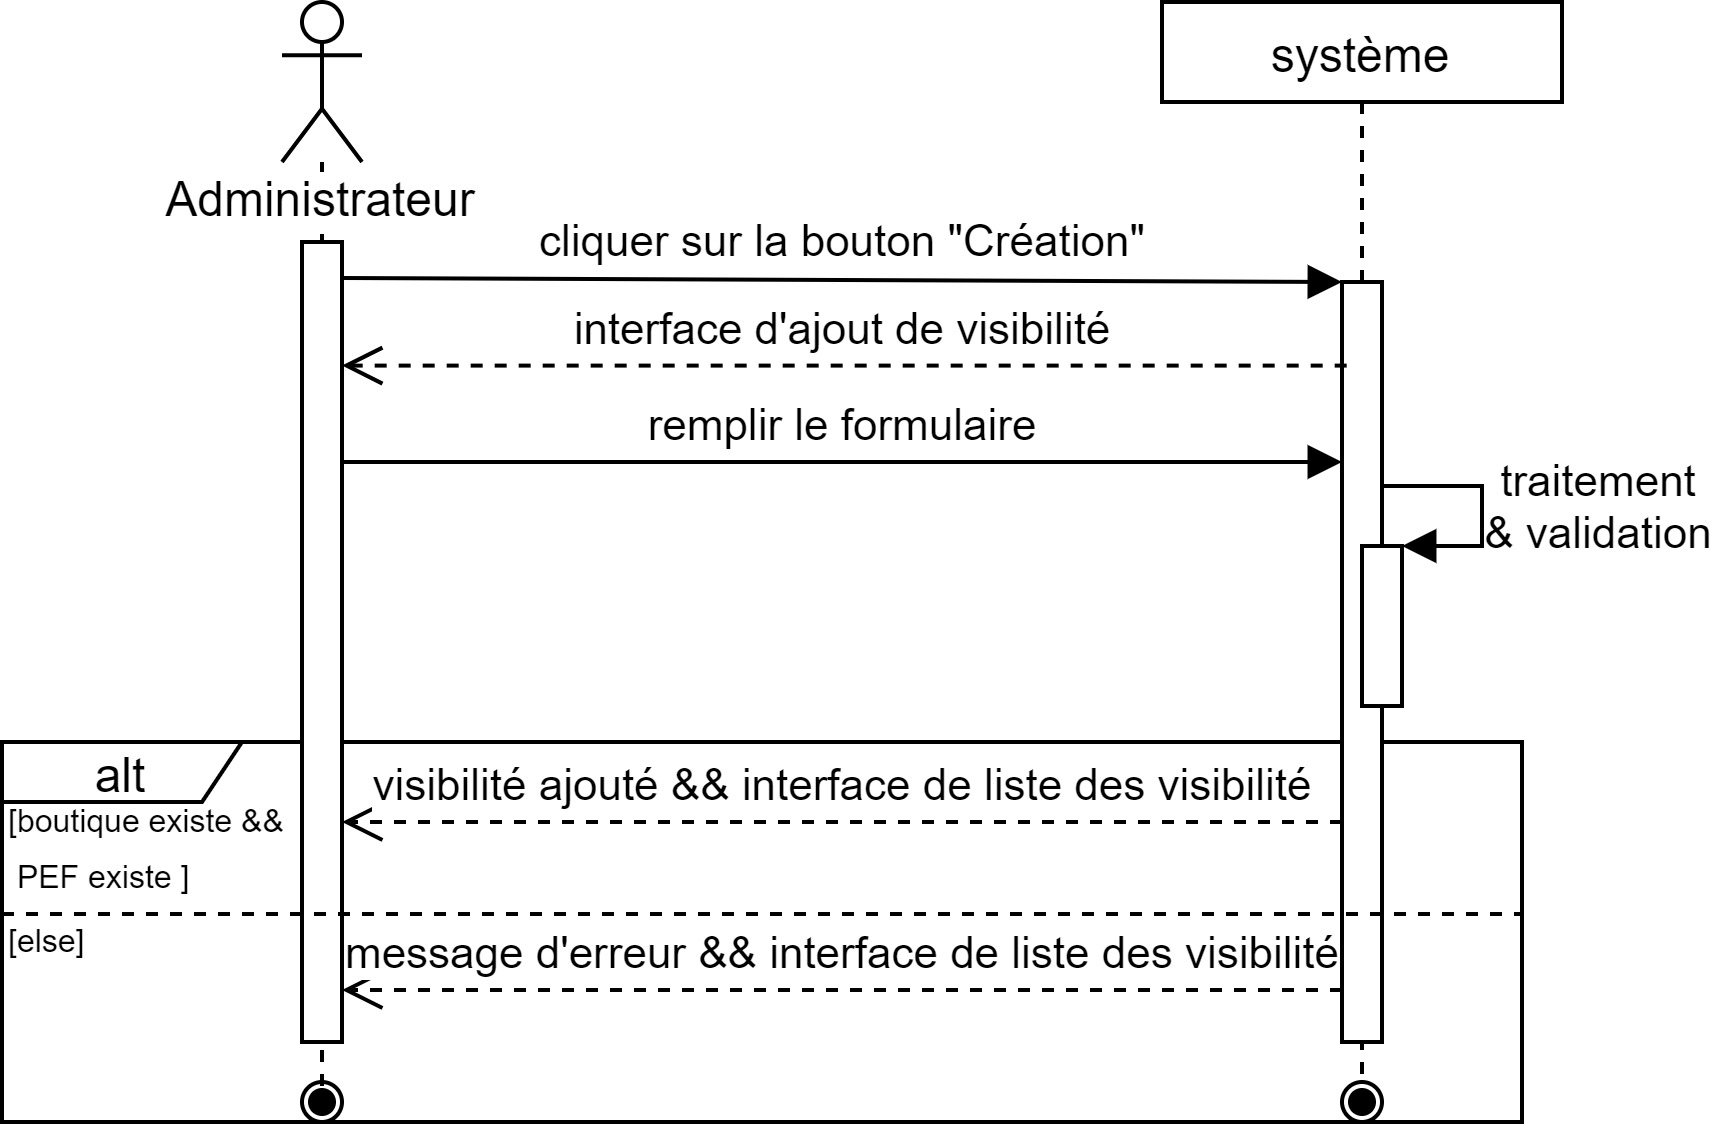 système
Administrateur
cliquer sur la bouton "Création"
interface d'ajout de visibilité
remplir le formulaire
traitement
& validation
alt
visibilité ajouté && interface de liste des visibilité
[boutique existe &&
PEF existe ]
[else]
message d'erreur && interface de liste des visibilité